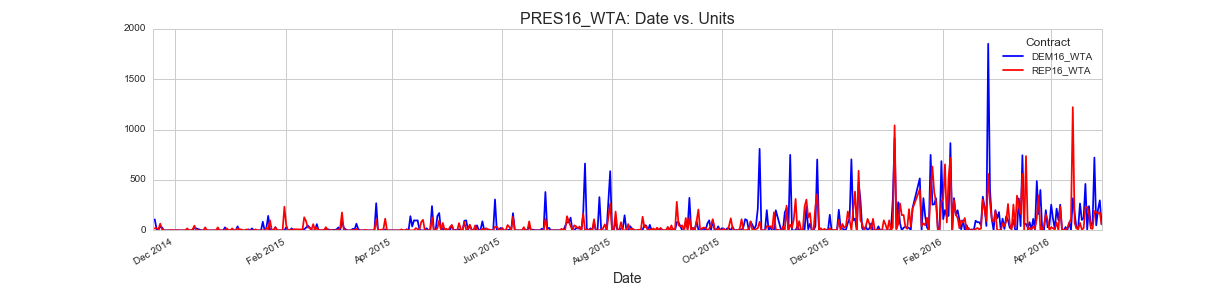 PRES16_WTA: Date vs. Units
2000
1500
1000
500
0
Contract
DEM16_WTA
REP16_WTA
Dec 2014
Feb 2015
Apr 2015
Jun 2015
Aug 2015
Oct 2015
Dec 2015
Feb 2016
Apr 2016
Date